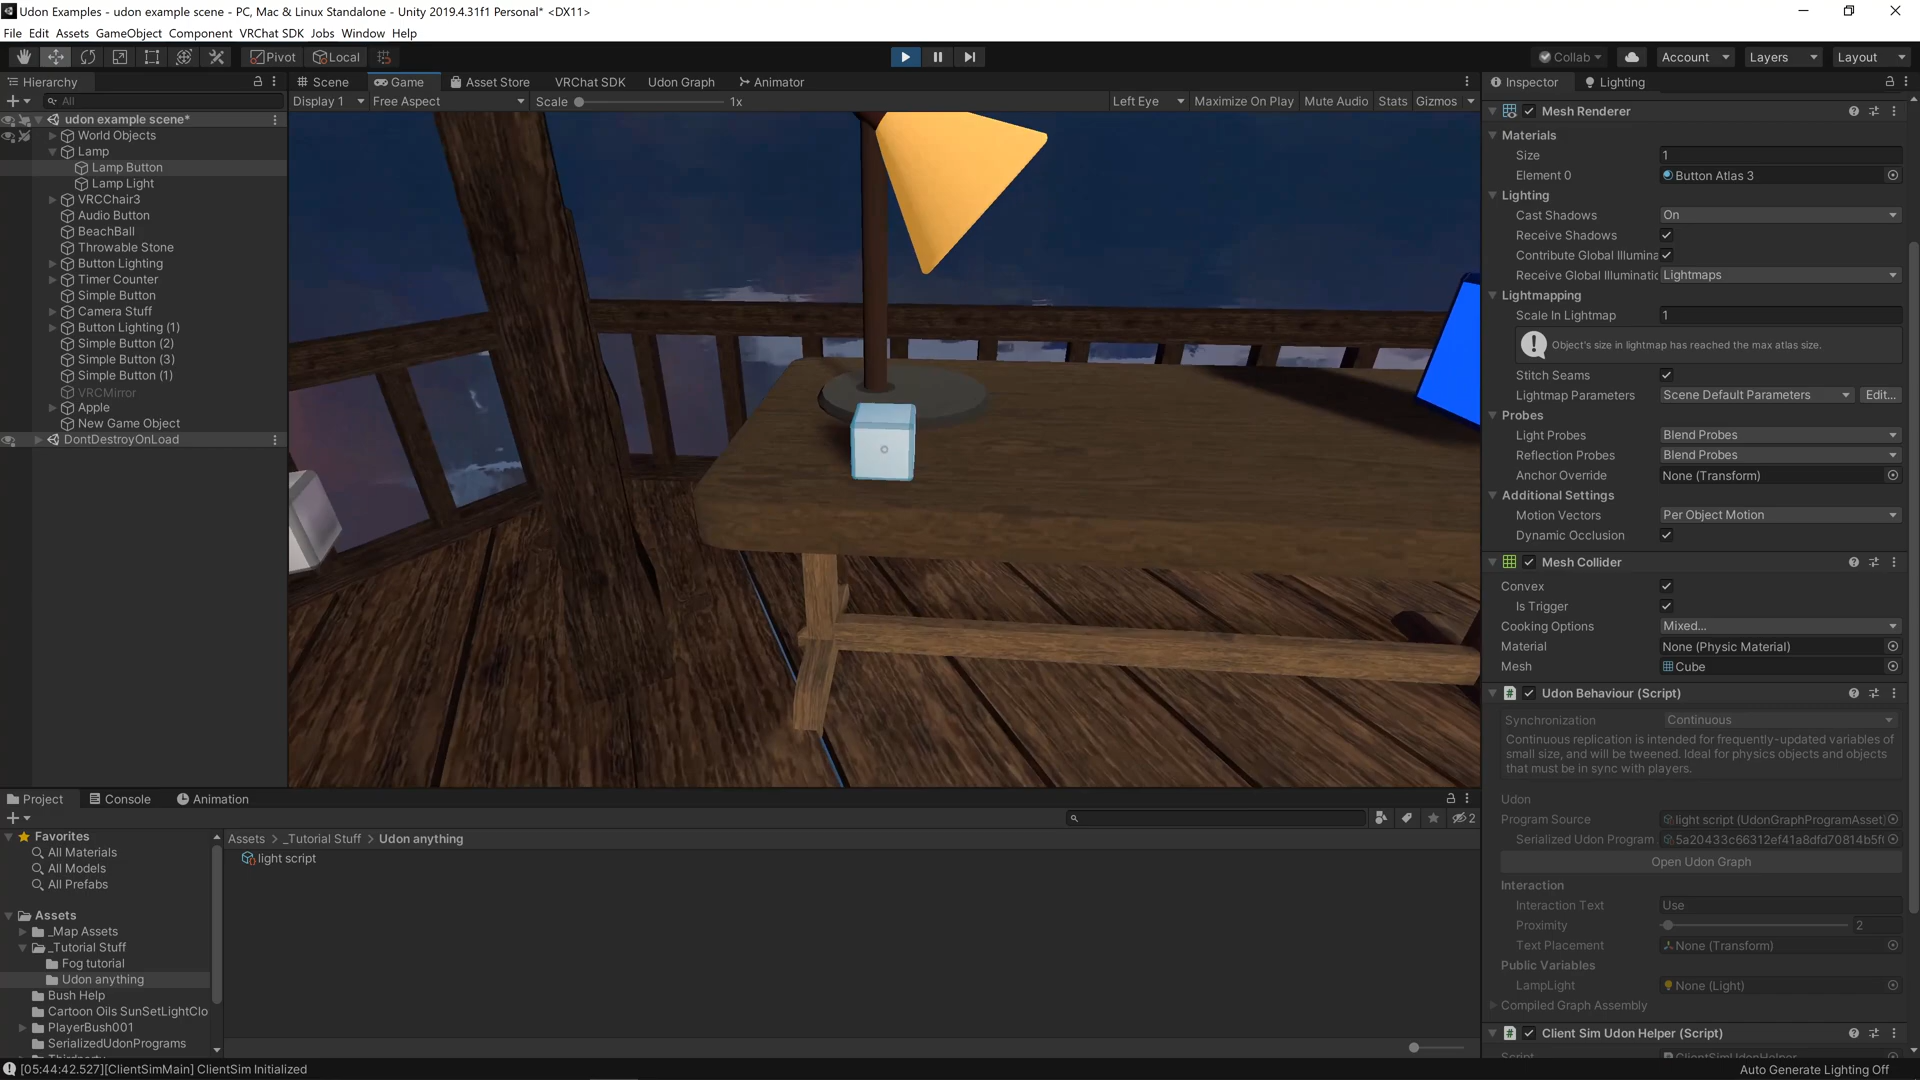 Udon Examples - udon example scene - PC, Mac & Linux Standalone - Unity 2019.4.31f1 Personal* <DX11>
File Edit Assets GameObject Component VRChat SDK Jobs Window Help
Pivot Local Collab Account Layers Layout
Hierarchy
All
udon example scene*
World Objects
Lamp
Lamp Button
Lamp Light
VRCChair3
Audio Button
BeachBall
Throwable Stone
Button Lighting
Timer Counter
Simple Button
Camera Stuff
Button Lighting (1)
Simple Button (2)
Simple Button (3)
Simple Button (1)
VRCMirror
Apple
New Game Object
DontDestroyOnLoad
Scene Game Asset Store VRChat SDK Udon Graph Animator
Display 1 Free Aspect Scale 1x Left Eye Maximize On Play Mute Audio Stats Gizmos
Inspector Lighting
Mesh Renderer
Materials
Size 1
Element 0 Button Atlas 3
Lighting
Cast Shadows On
Receive Shadows
Contribute Global Illumina
Receive Global Illuminatic Lightmaps
Lightmapping
Scale In Lightmap 1
Object's size in lightmap has reached the max atlas size.
Stitch Seams
Lightmap Parameters Scene Default Parameters Edit...
Probes
Light Probes Blend Probes
Reflection Probes Blend Probes
Anchor Override None (Transform)
Additional Settings
Motion Vectors Per Object Motion
Dynamic Occlusion
Mesh Collider
Convex
Is Trigger
Cooking Options Mixed...
Material None (Physic Material)
Mesh Cube
Udon Behaviour (Script)
Synchronization Continuous
Continuous replication is intended for frequently-updated variables of
small size, and will be tweened. Ideal for physics objects and objects
that must be in sync with players.
Udon
Program Source light script (UdonGraphProgramAsset)
Serialized Udon Program 5a20433c66312ef41a8dfd70814b5f
Open Udon Graph
Interaction
Interaction Text Use
Proximity 2
Text Placement None (Transform)
Public Variables
LampLight None (Light)
Compiled Graph Assembly
Client Sim Udon Helper (Script)
Script ClientSimUdonHelper
Project Console Animation
2
Favorites
All Materials
All Models
All Prefabs
Assets
_Map Assets
_Tutorial Stuff
Fog tutorial
Udon anything
Bush Help
Cartoon Oils SunSetLightClo
PlayerBush001
SerializedUdonPrograms
Assets > _Tutorial Stuff > Udon anything
light script
[05:44:42.527][ClientSimMain] ClientSim Initialized
Auto Generate Lighting Off